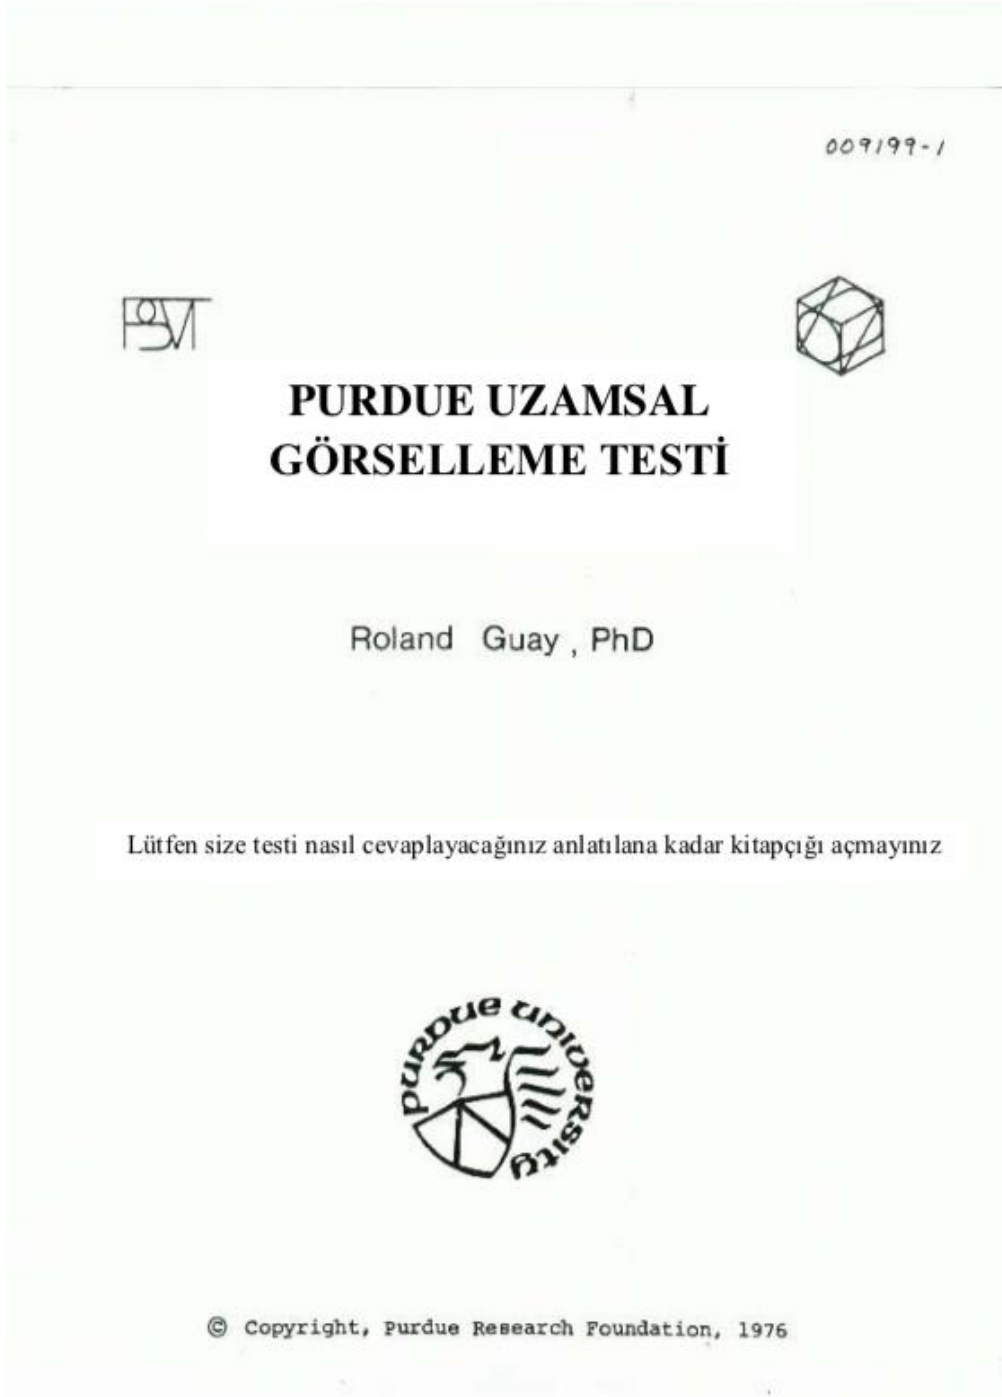 009199-1
PSVT
PURDUE UZAMSAL
GÖRSELLEME TESTİ
Roland Guay, PhD
Lütfen size testi nasıl cevaplayacağınız anlatılana kadar kitapçığı açmayınız
PURDUE UNIVERSITY
© Copyright, Purdue Research Foundation, 1976